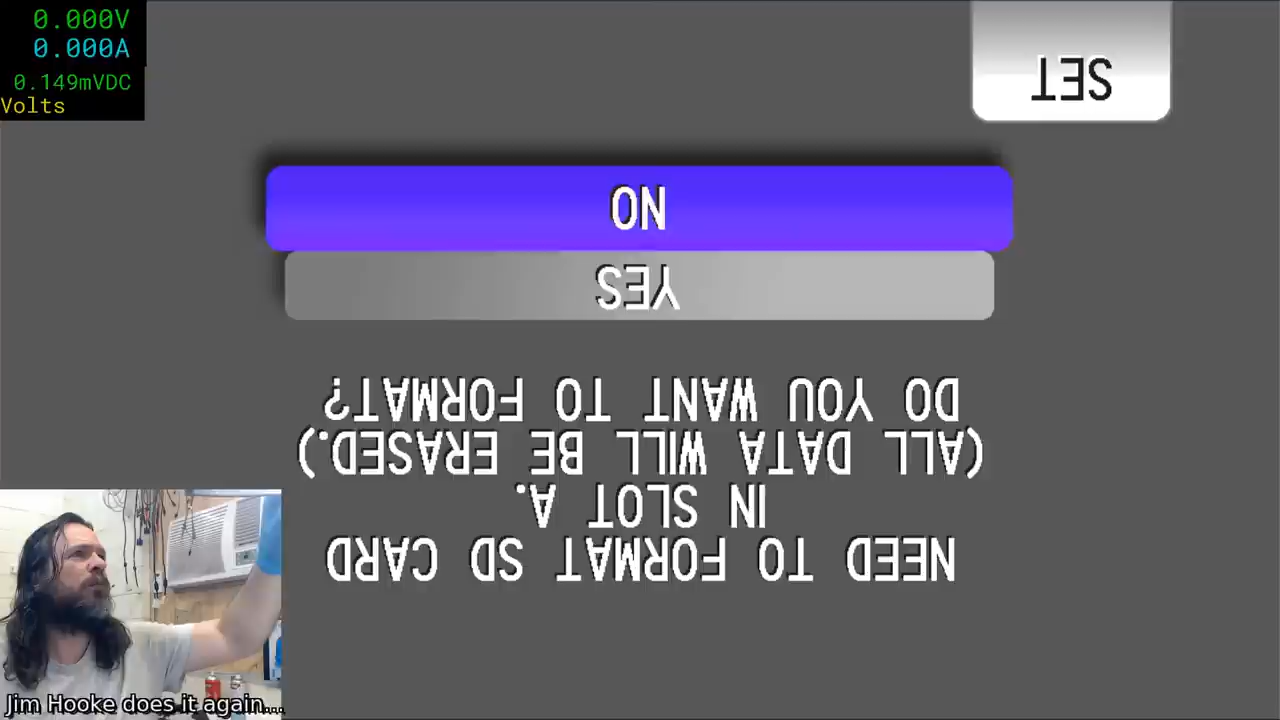 0.000V
0.000A
0.149mVDC
Volts
NEED TO FORMAT SD CARD
IN SLOT A.
(ALL DATA WILL BE ERASED.)
DO YOU WANT TO FORMAT?
YES
NO
SET
Jim Hooke does it again...